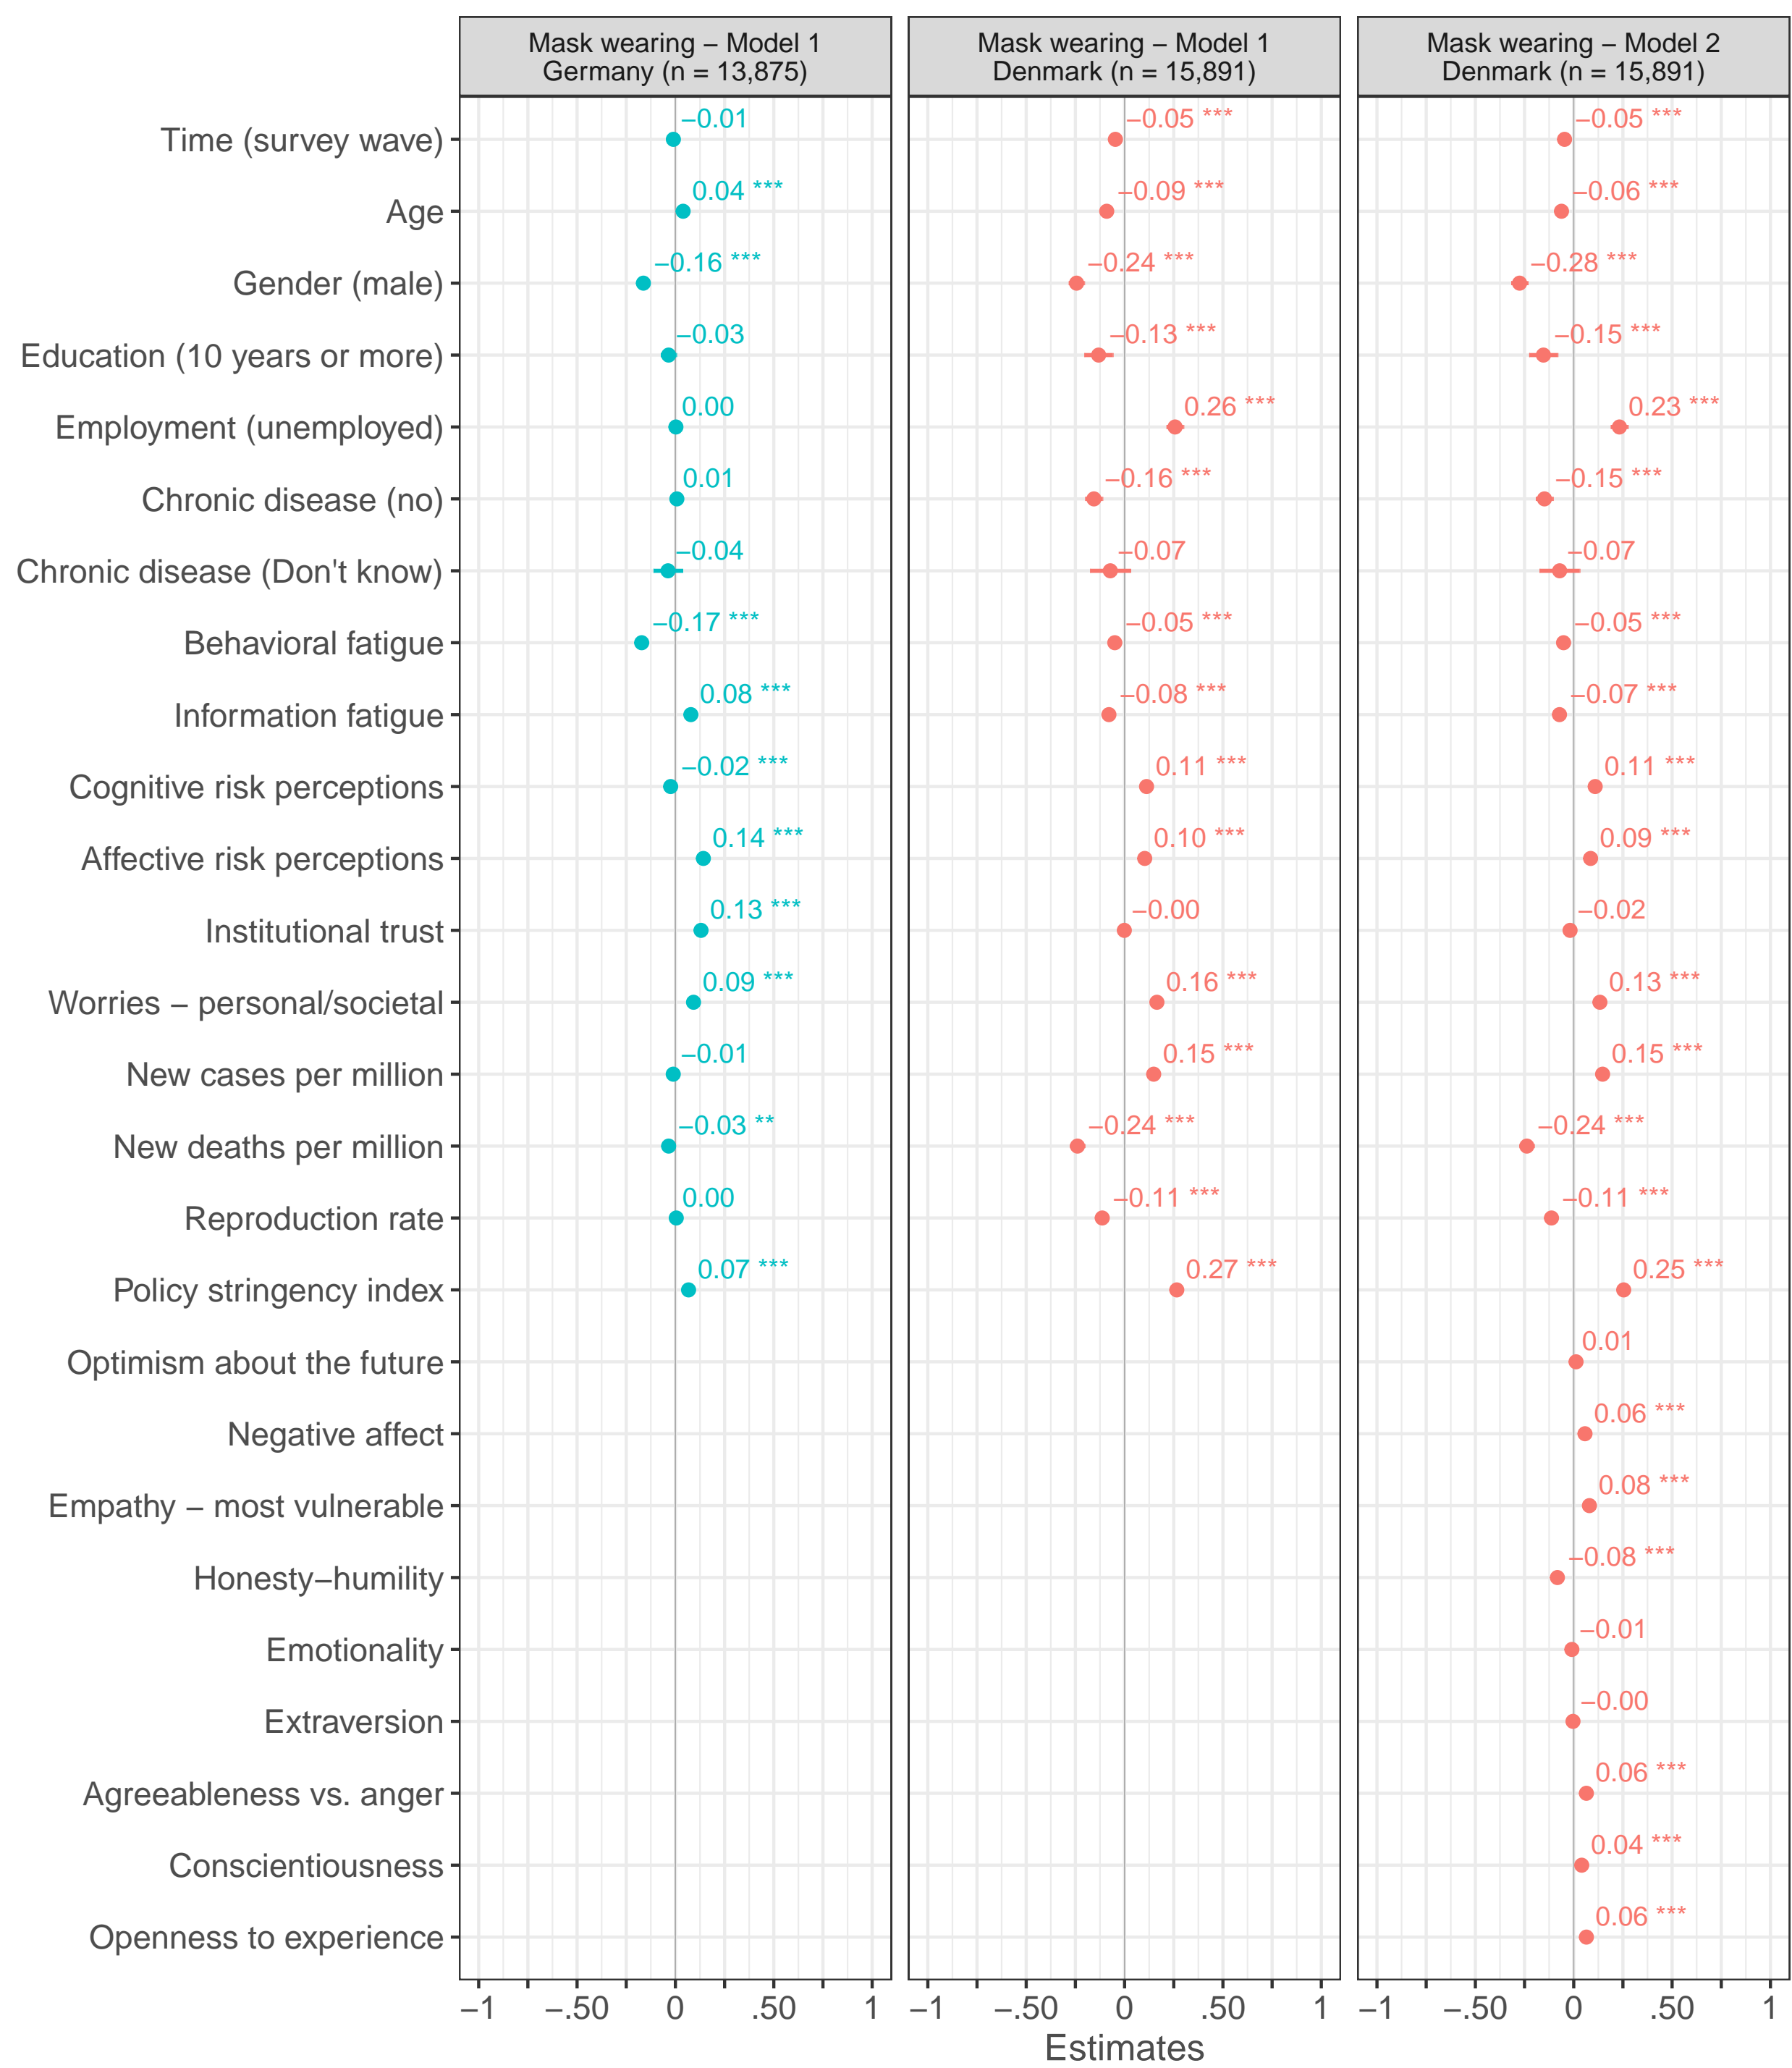 Mask wearing – Model 1
Germany (n = 13,875)
Mask wearing – Model 1
Denmark (n = 15,891)
Mask wearing – Model 2
Denmark (n = 15,891)
Time (survey wave) –0.01 –0.05 *** –0.05 ***
Age 0.04 *** –0.09 *** –0.06 ***
Gender (male) –0.16 *** –0.24 *** –0.28 ***
Education (10 years or more) –0.03 –0.13 *** –0.15 ***
Employment (unemployed) 0.00 0.26 *** 0.23 ***
Chronic disease (no) 0.01 –0.16 *** –0.15 ***
Chronic disease (Don't know) –0.04 –0.07 –0.07
Behavioral fatigue –0.17 *** –0.05 *** –0.05 ***
Information fatigue 0.08 *** –0.08 *** –0.07 ***
Cognitive risk perceptions –0.02 *** 0.11 *** 0.11 ***
Affective risk perceptions 0.14 *** 0.10 *** 0.09 ***
Institutional trust 0.13 *** –0.00 –0.02
Worries – personal/societal 0.09 *** 0.16 *** 0.13 ***
New cases per million –0.01 0.15 *** 0.15 ***
New deaths per million –0.03 ** –0.24 *** –0.24 ***
Reproduction rate 0.00 –0.11 *** –0.11 ***
Policy stringency index 0.07 *** 0.27 *** 0.25 ***
Optimism about the future 0.01
Negative affect 0.06 ***
Empathy – most vulnerable 0.08 ***
Honesty–humility –0.08 ***
Emotionality –0.01
Extraversion –0.00
Agreeableness vs. anger 0.06 ***
Conscientiousness 0.04 ***
Openness to experience 0.06 ***
–1 –.50 0 .50 1 –1 –.50 0 .50 1 –1 –.50 0 .50 1
Estimates